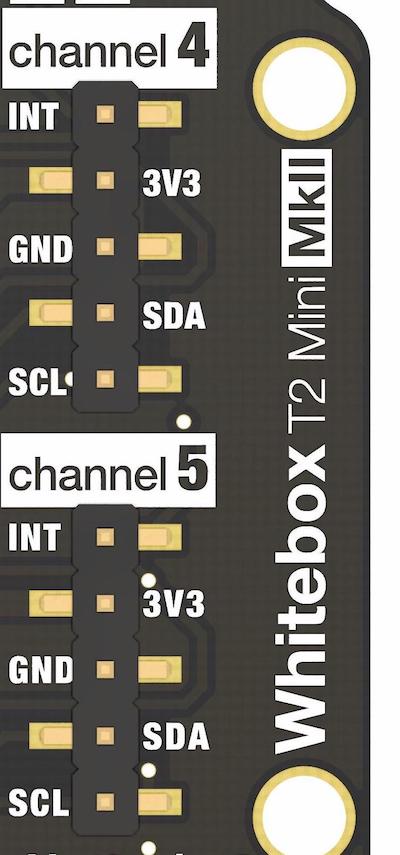 channel 4
INT
3V3
GND
SDA
SCL
channel 5
INT
3V3
GND
SDA
SCL
Whitebox T2 Mini MkII